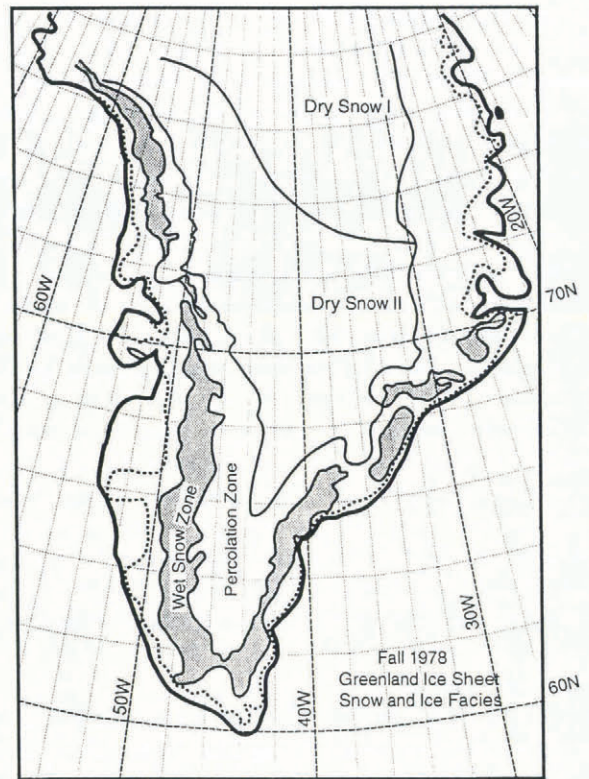 Dry Snow I
20W
60W
Dry Snow II
70N
Wet Snow Zone
Percolation Zone
30W
Fall 1978
Greenland Ice Sheet
Snow and Ice Facies
60N
50W
40W